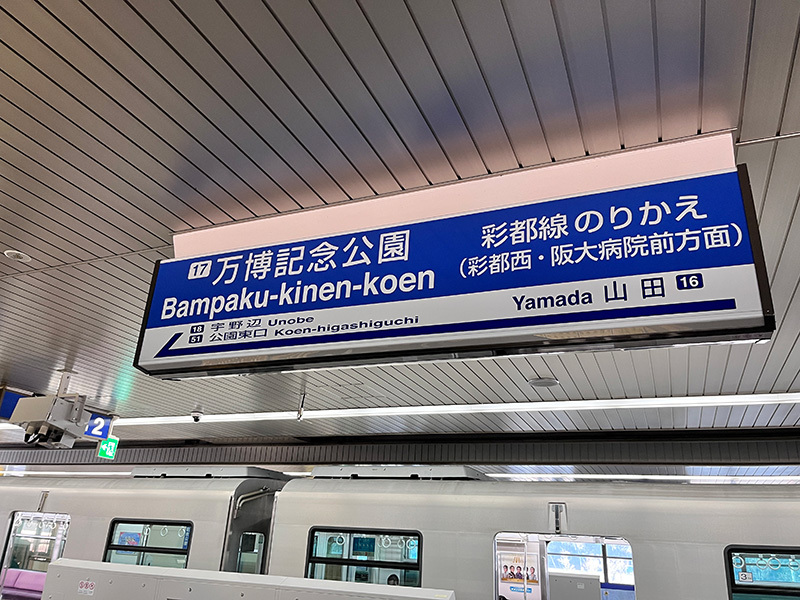 17 万博記念公園
Bampaku-kinen-koen
彩都線のりかえ
(彩都西・阪大病院前方面)
18 宇野辺 Unobe
51 公園東口 Koen-higashiguchi
Yamada 山田 16
2